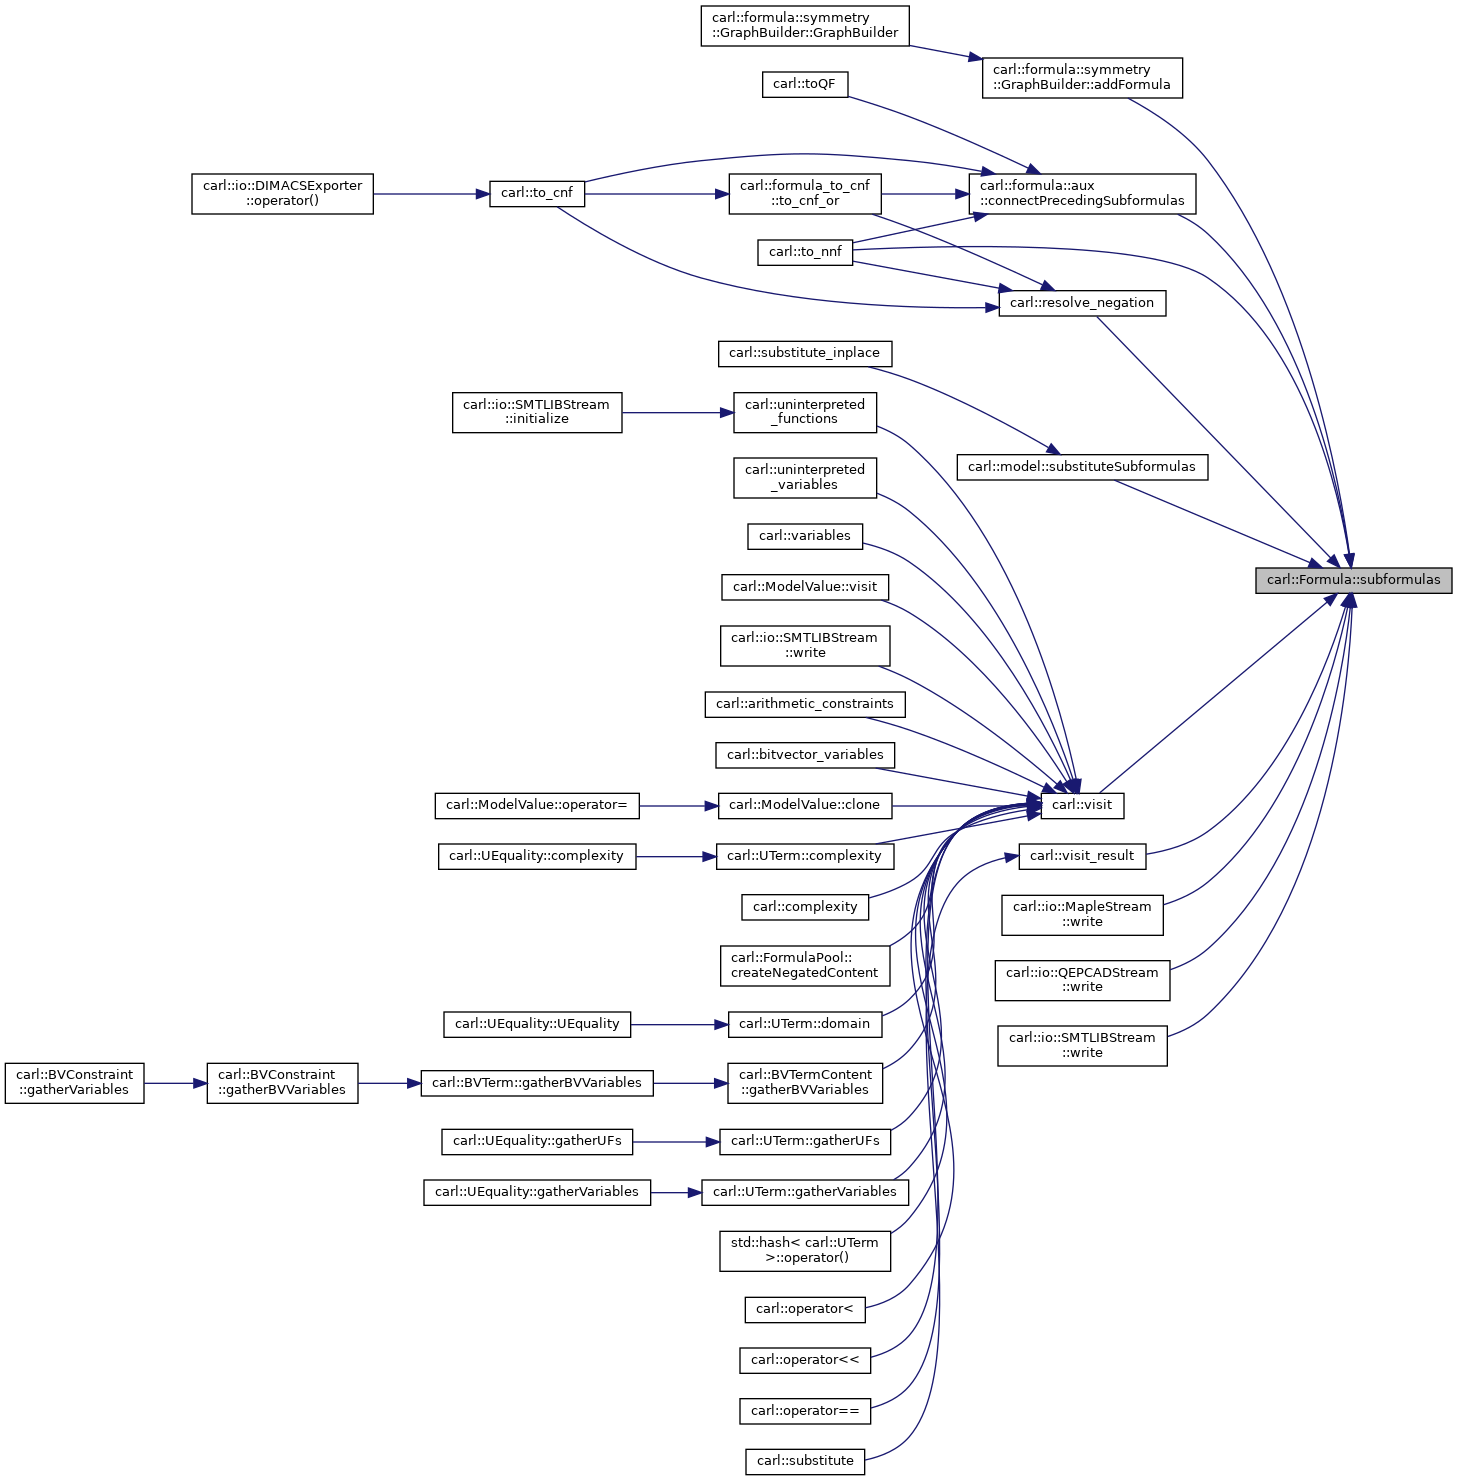 carl::formula::symmetry
::GraphBuilder::GraphBuilder
carl::formula::symmetry
::GraphBuilder::addFormula
carl::toQF
carl::io::DIMACSExporter
::operator()
carl::to_cnf
carl::formula_to_cnf
::to_cnf_or
carl::formula::aux
::connectPrecedingSubformulas
carl::to_nnf
carl::resolve_negation
carl::substitute_inplace
carl::io::SMTLIBStream
::initialize
carl::uninterpreted
_functions
carl::model::substituteSubformulas
carl::uninterpreted
_variables
carl::variables
carl::Formula::subformulas
carl::ModelValue::visit
carl::io::SMTLIBStream
::write
carl::arithmetic_constraints
carl::bitvector_variables
carl::ModelValue::operator=
carl::ModelValue::clone
carl::visit
carl::UEquality::complexity
carl::UTerm::complexity
carl::visit_result
carl::complexity
carl::io::MapleStream
::write
carl::FormulaPool::
createNegatedContent
carl::io::QEPCADStream
::write
carl::UEquality::UEquality
carl::UTerm::domain
carl::io::SMTLIBStream
::write
carl::BVConstraint
::gatherVariables
carl::BVConstraint
::gatherBVVariables
carl::BVTerm::gatherBVVariables
carl::BVTermContent
::gatherBVVariables
carl::UEquality::gatherUFs
carl::UTerm::gatherUFs
carl::UEquality::gatherVariables
carl::UTerm::gatherVariables
std::hash< carl::UTerm
>::operator()
carl::operator<
carl::operator<<
carl::operator==
carl::substitute